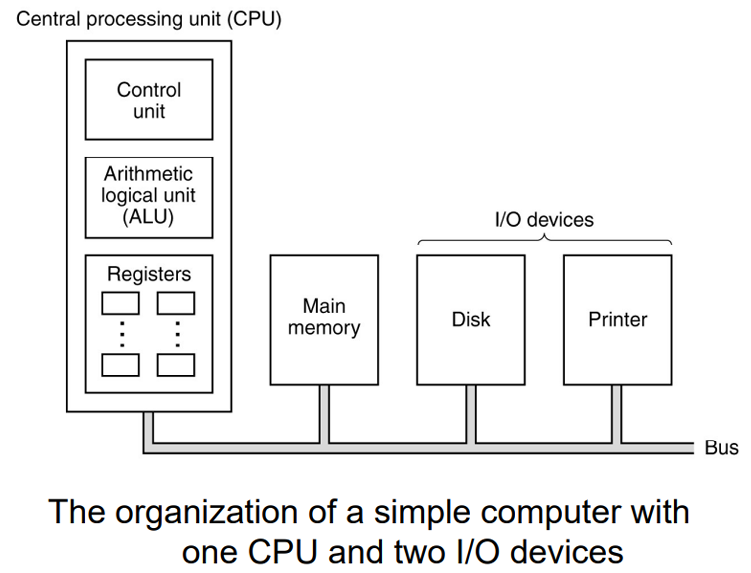 Central processing unit (CPU)
Control
unit
Arithmetic
logical unit
(ALU)
Registers
I/O devices
Main
memory
Disk
Printer
Bus
The organization of a simple computer with
one CPU and two I/O devices